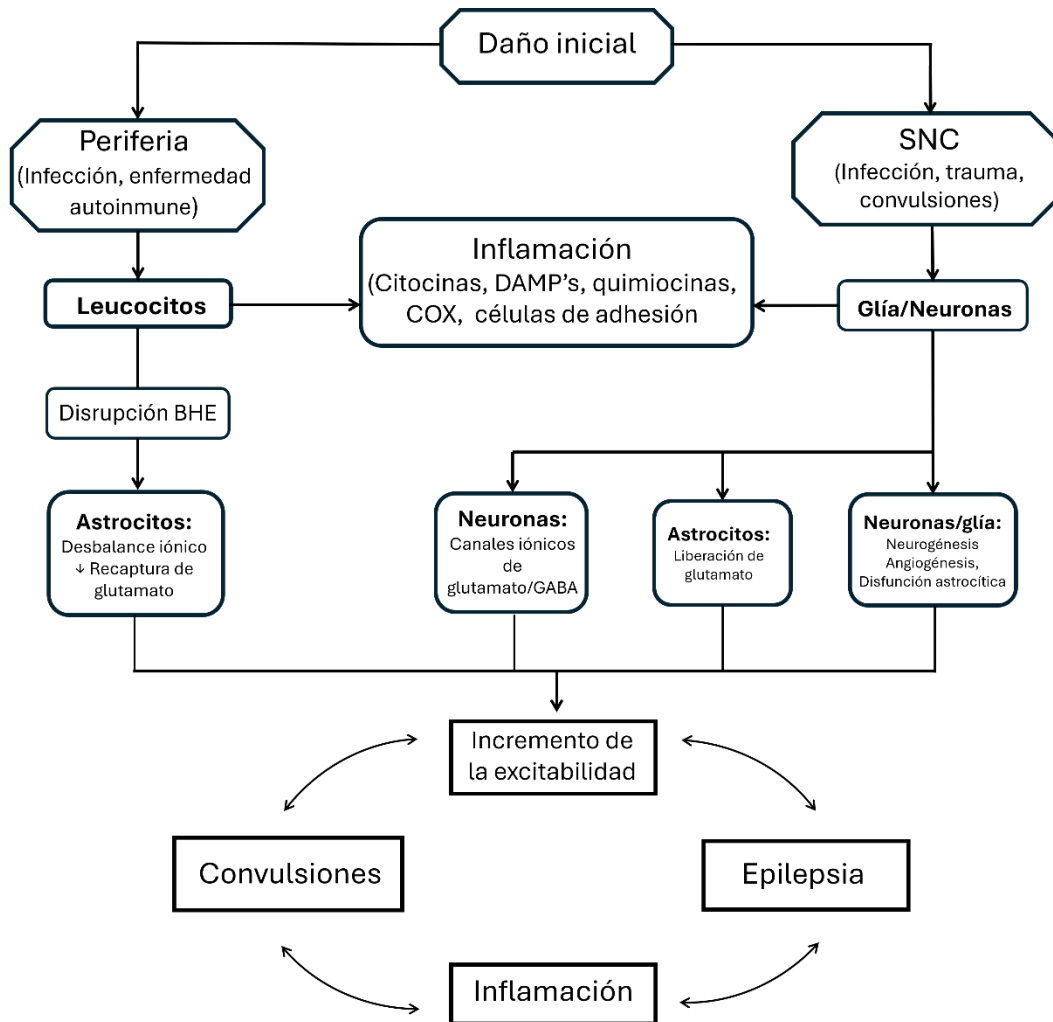 Daño inicial
Periferia
(Infección, enfermedad
autoinmune)
SNC
(Infección, trauma,
convulsiones)
Inflamación
(Citocinas, DAMP's, quimiocinas,
COX, células de adhesión
Leucocitos
Glía/Neuronas
Disrupción BHE
Astrocitos:
Desbalance iónico
↓ Recaptura de
glutamato
Neuronas:
Canales iónicos
de
glutamato/GABA
Astrocitos:
Liberación de
glutamato
Neuronas/glía:
Neurogénesis
Angiogénesis,
Disfunción astrocítica
Incremento de
la excitabilidad
Convulsiones
Epilepsia
Inflamación